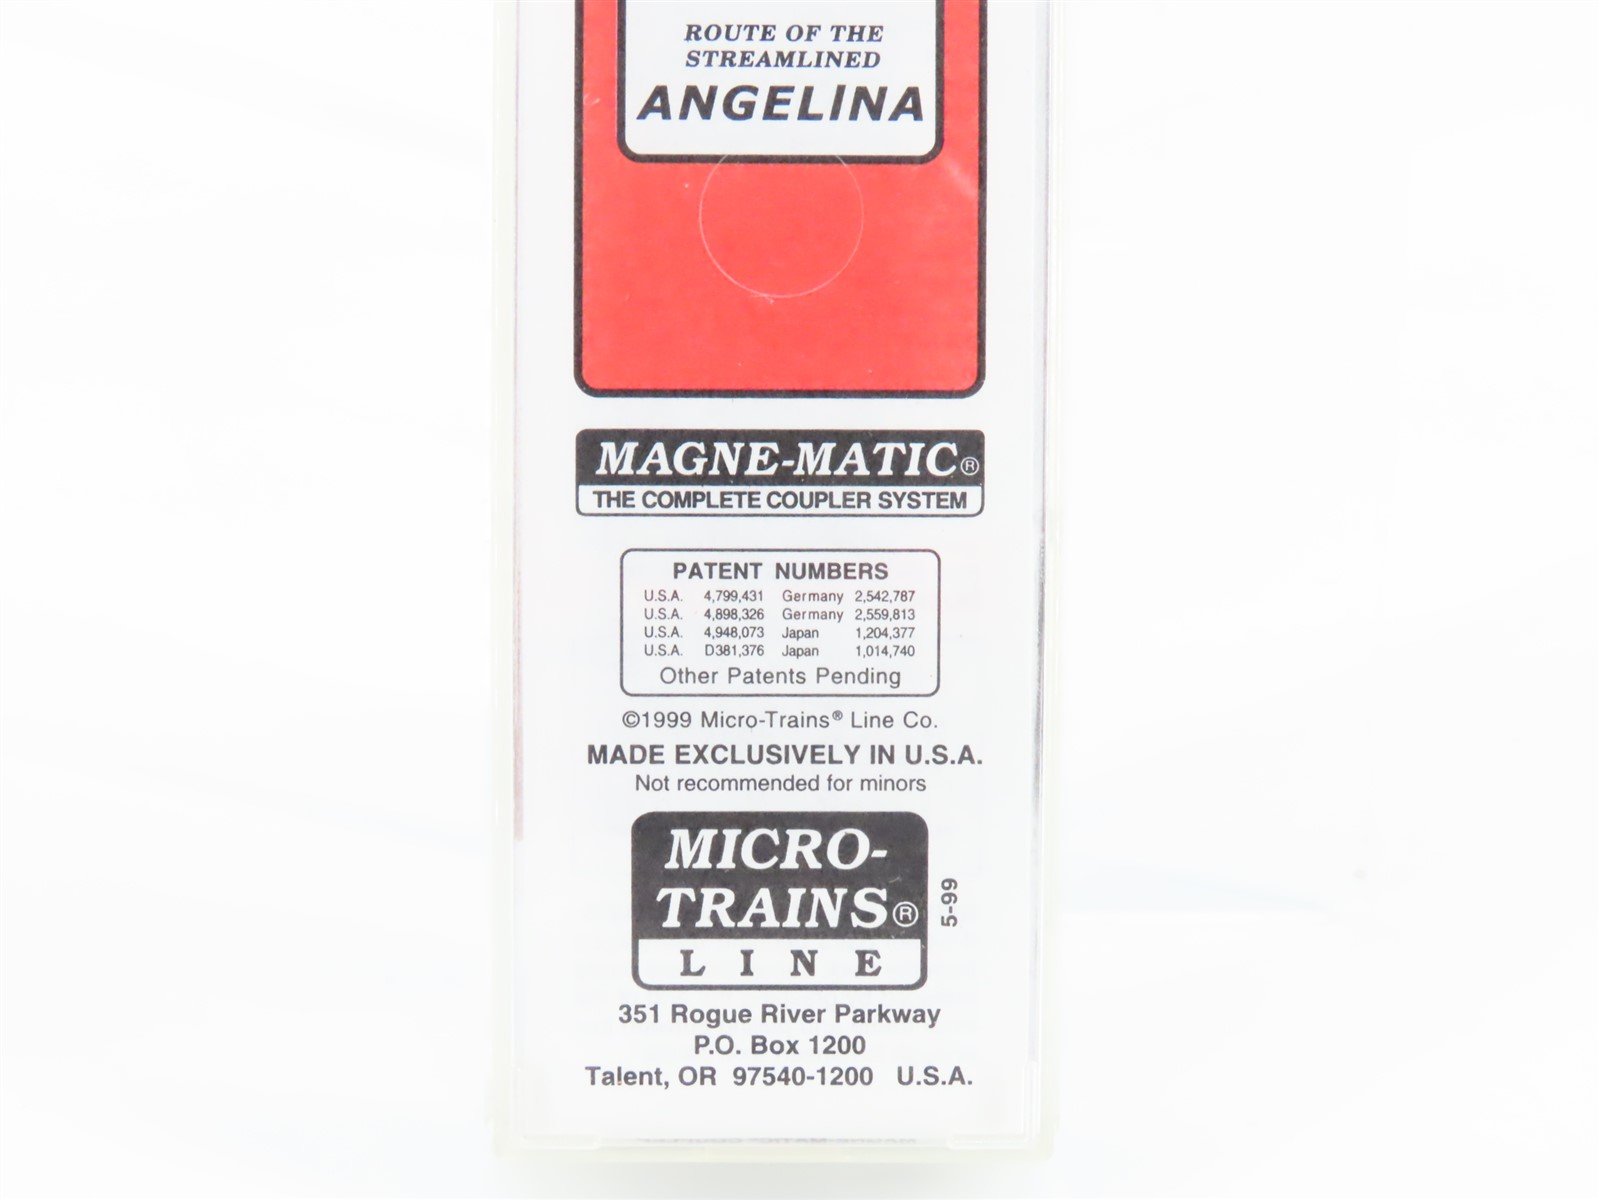 ROUTE OF THE
STREAMLINED
ANGELINA
MAGNE-MATIC®
THE COMPLETE COUPLER SYSTEM
PATENT NUMBERS
U.S.A. 4,799,431 Germany 2,542,787
U.S.A. 4,898,326 Germany 2,559,813
U.S.A. 4,948,073 Japan 1,204,377
U.S.A. D381,376 Japan 1,014,740
Other Patents Pending
©1999 Micro-Trains® Line Co.
MADE EXCLUSIVELY IN U.S.A.
Not recommended for minors
MICRO-
TRAINS®
LINE
5-99
351 Rogue River Parkway
P.O. Box 1200
Talent, OR 97540-1200 U.S.A.